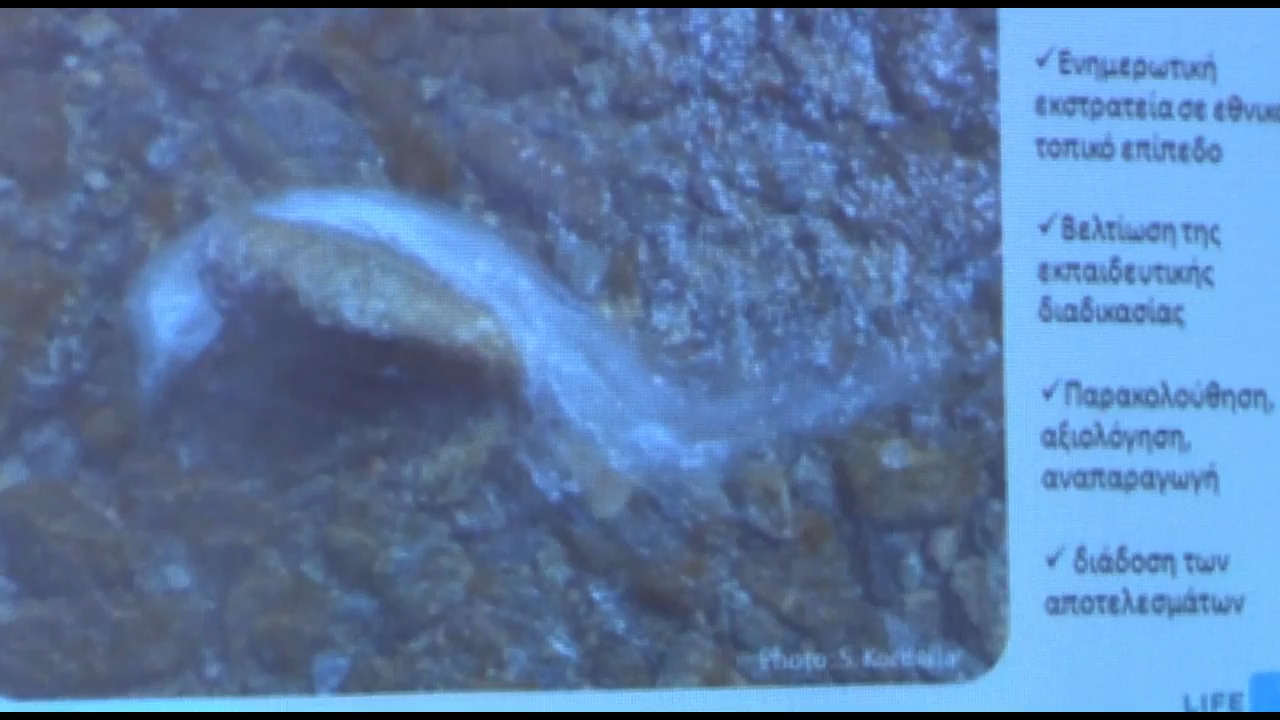 ✓Ενημερωτική
εκστρατεία σε
τοπικό επίπεδο
✓Βελτίωση της
εκπαιδευτικής
διαδικασίας
✓Παρακολούθηση,
αξιολόγηση,
αναπαραγωγή
✓ διάδοση των
αποτελεσμάτων
Photo S.
LIFE